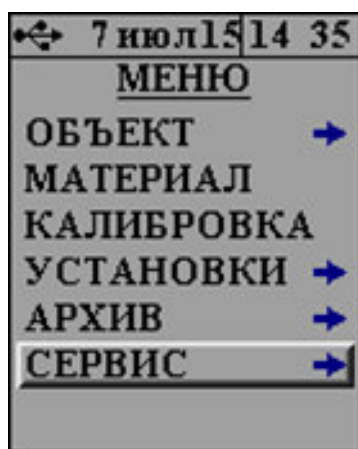 7 июл15 14 35
МЕНЮ
ОБЪЕКТ
МАТЕРИАЛ
КАЛИБРОВКА
УСТАНОВКИ
АРХИВ
СЕРВИС